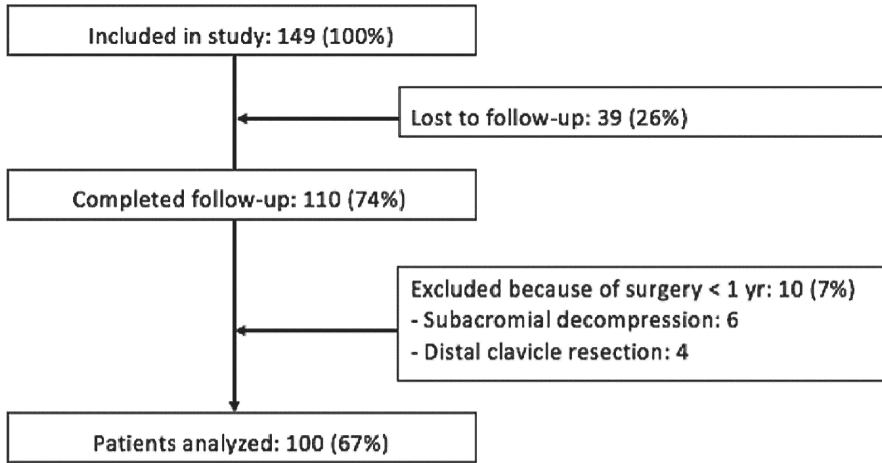 Included in study: 149 (100%)
Lost to follow-up: 39 (26%)
Completed follow-up: 110 (74%)
Excluded because of surgery < 1 yr: 10 (7%)
- Subacromial decompression: 6
- Distal clavicle resection: 4
Patients analyzed: 100 (67%)